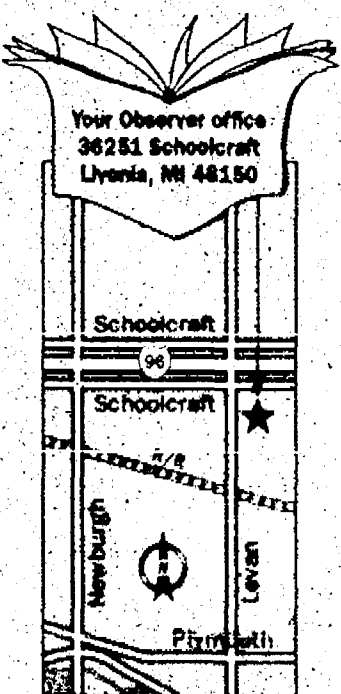 Your Observer office
36251 Schoolcraft
Livonia, MI 48150
Schoolcraft
96
Schoolcraft
R/R
Newburgh
N
Levan
Plymouth